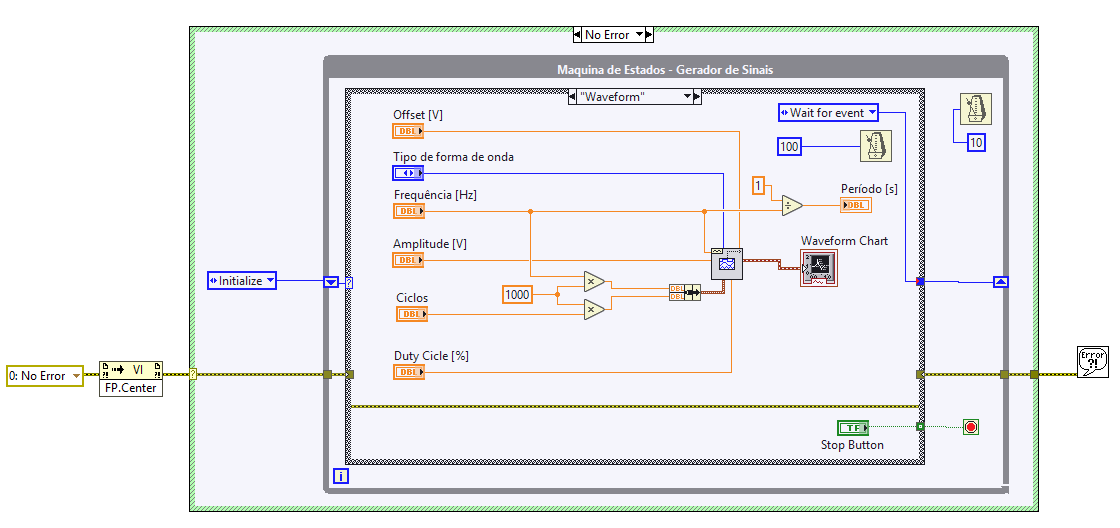 No Error
Maquina de Estados - Gerador de Sinais
"Waveform"
Offset [V]
DBL
Wait for event
100
10
Tipo de forma de onda
Frequência [Hz]
DBL
1
÷
Período [s]
DBL
Amplitude [V]
DBL
Waveform Chart
Initialize
?
×
1000
DBL
DBL
×
Ciclos
DBL
Duty Cicle [%]
DBL
0: No Error
?! VI ?!
FP.Center
?
Error
?!
TF
Stop Button
i